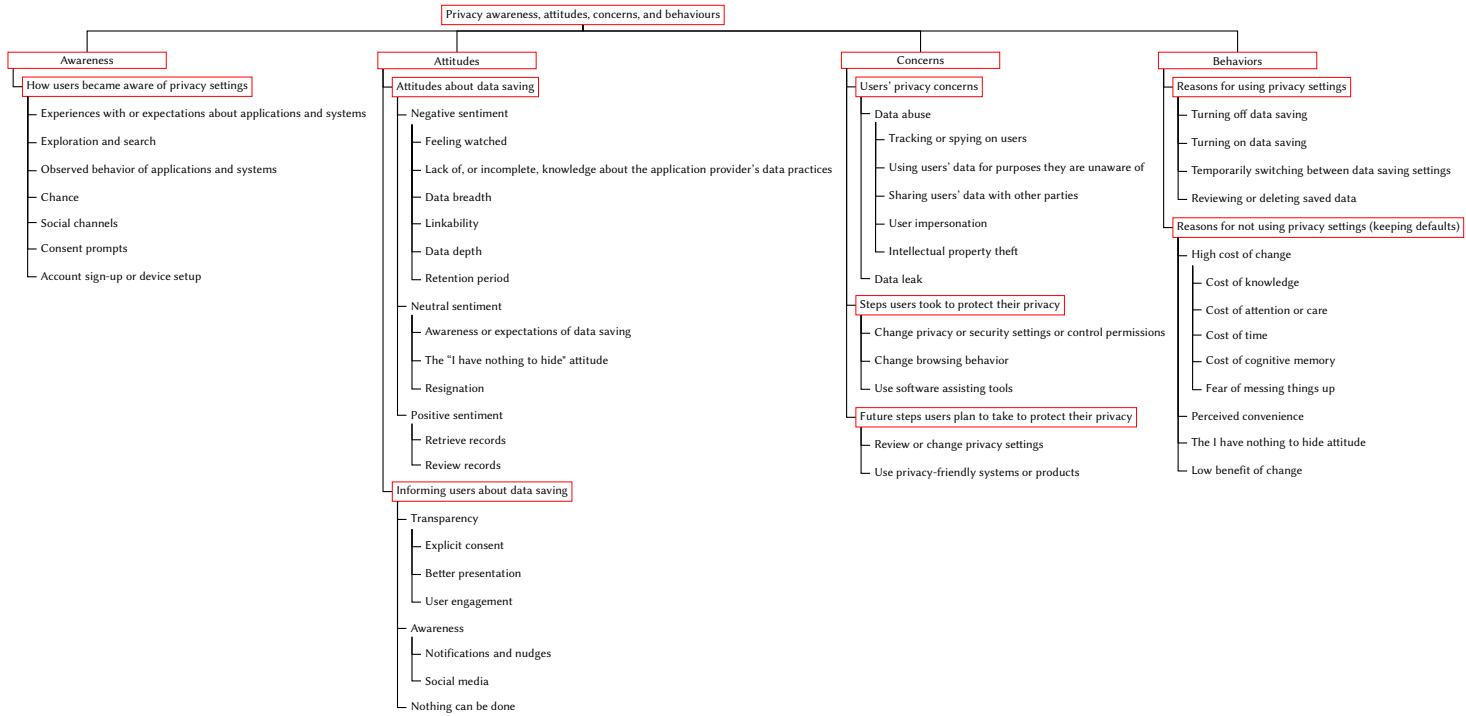 Privacy awareness, attitudes, concerns, and behaviours
Awareness
How users became aware of privacy settings
Experiences with or expectations about applications and systems
Exploration and search
Observed behavior of applications and systems
Chance
Social channels
Consent prompts
Account sign-up or device setup
Attitudes
Attitudes about data saving
Negative sentiment
Feeling watched
Lack of, or incomplete, knowledge about the application provider's data practices
Data breadth
Linkability
Data depth
Retention period
Neutral sentiment
Awareness or expectations of data saving
The "I have nothing to hide" attitude
Resignation
Positive sentiment
Retrieve records
Review records
Informing users about data saving
Transparency
Explicit consent
Better presentation
User engagement
Awareness
Notifications and nudges
Social media
Nothing can be done
Concerns
Users' privacy concerns
Data abuse
Tracking or spying on users
Using users' data for purposes they are unaware of
Sharing users' data with other parties
User impersonation
Intellectual property theft
Data leak
Steps users took to protect their privacy
Change privacy or security settings or control permissions
Change browsing behavior
Use software assisting tools
Future steps users plan to take to protect their privacy
Review or change privacy settings
Use privacy-friendly systems or products
Behaviors
Reasons for using privacy settings
Turning off data saving
Turning on data saving
Temporarily switching between data saving settings
Reviewing or deleting saved data
Reasons for not using privacy settings (keeping defaults)
High cost of change
Cost of knowledge
Cost of attention or care
Cost of time
Cost of cognitive memory
Fear of messing things up
Perceived convenience
The I have nothing to hide attitude
Low benefit of change